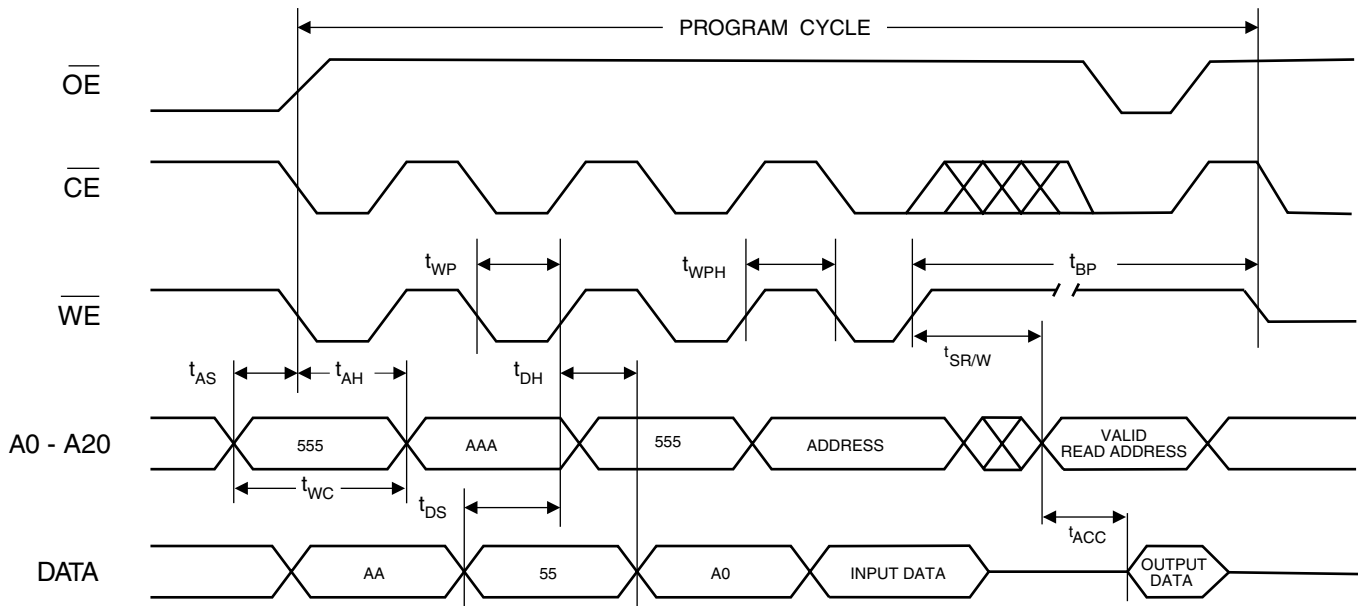 PROGRAM CYCLE
OE
CE
tWP
tWPH
tBP
WE
tSR/W
tAS
tAH
tDH
A0 - A20
555
AAA
555
ADDRESS
VALID
READ ADDRESS
tWC
tDS
tACC
DATA
AA
55
A0
INPUT DATA
OUTPUT
DATA